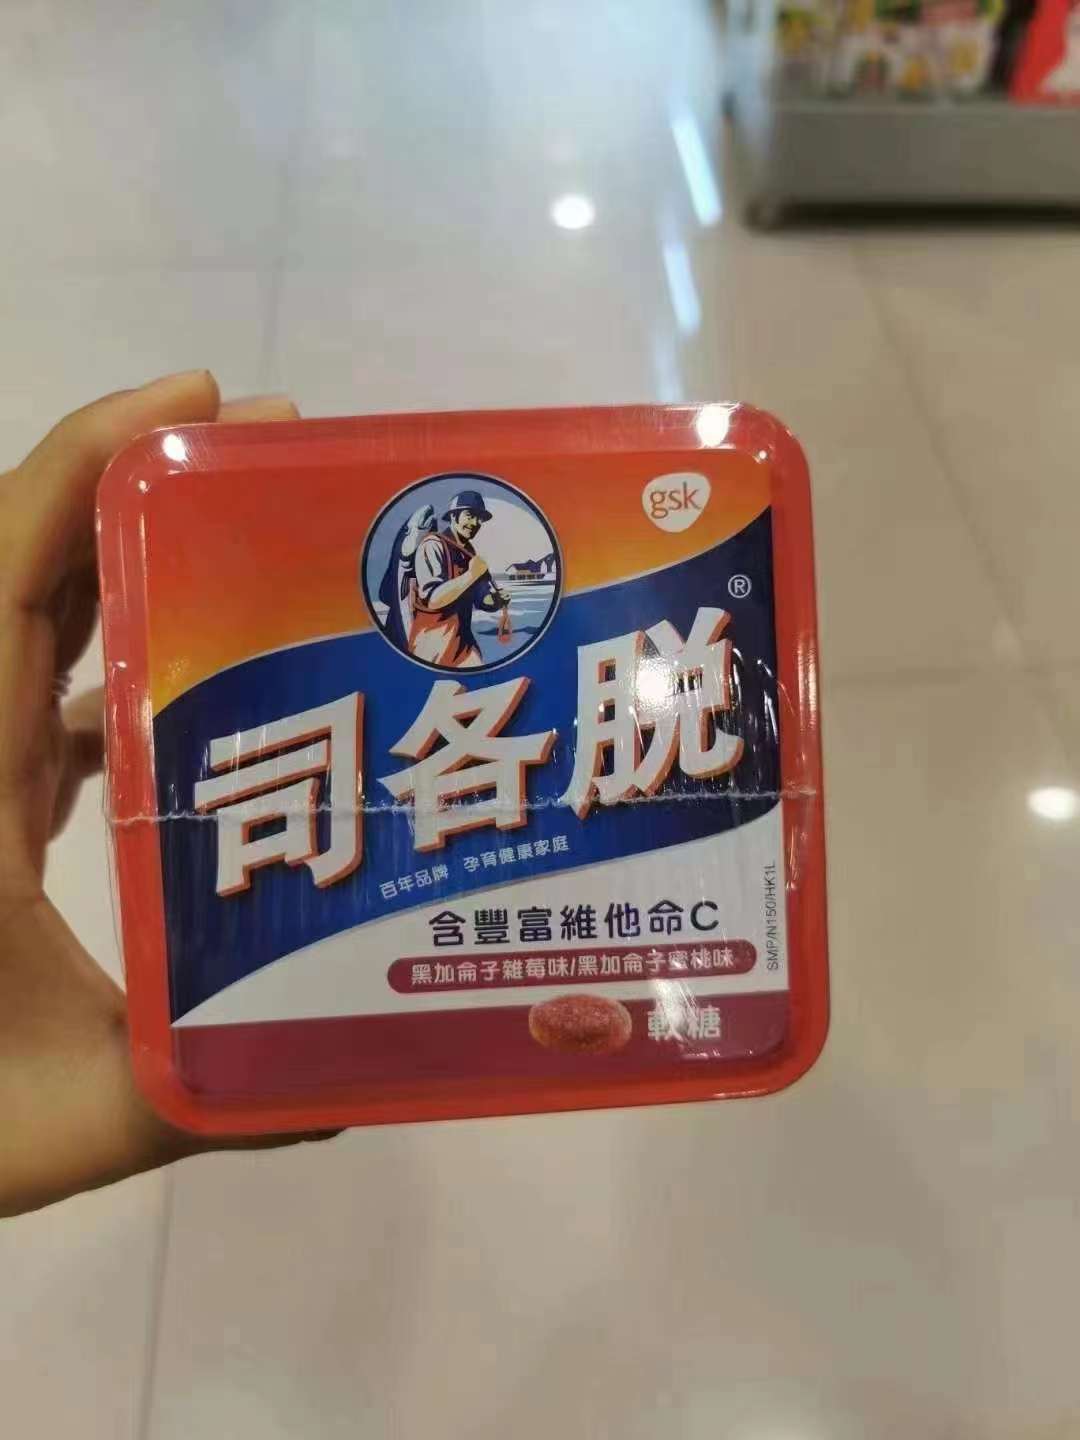 gsk
®
司各脫
百年品牌 孕育健康家庭
含豐富維他命C
黑加侖子雜莓味/黑加侖子蜜桃味
軟糖
SMP/N150/HK1L